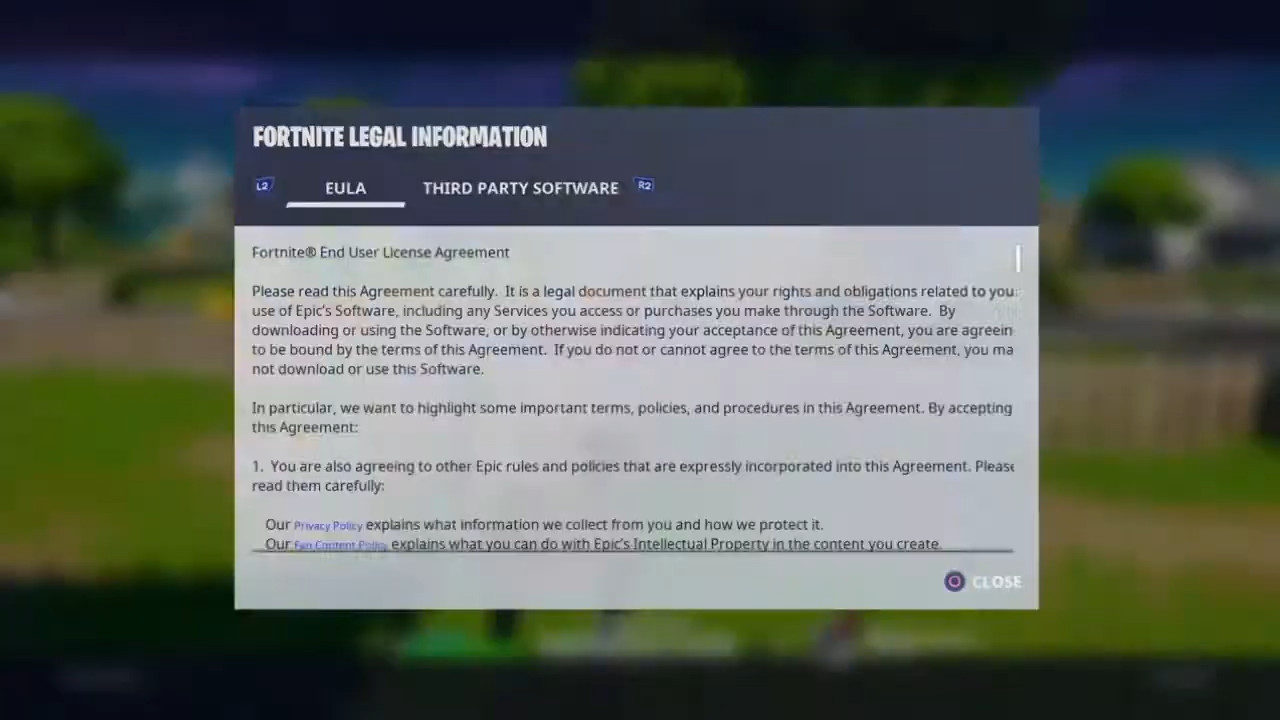 FORTNITE LEGAL INFORMATION
L2 EULA THIRD PARTY SOFTWARE R2
Fortnite® End User License Agreement
Please read this Agreement carefully. It is a legal document that explains your rights and obligations related to you
use of Epic's Software, including any Services you access or purchases you make through the Software. By
downloading or using the Software, or by otherwise indicating your acceptance of this Agreement, you are agreein
to be bound by the terms of this Agreement. If you do not or cannot agree to the terms of this Agreement, you ma
not download or use this Software.
In particular, we want to highlight some important terms, policies, and procedures in this Agreement. By accepting
this Agreement:
1. You are also agreeing to other Epic rules and policies that are expressly incorporated into this Agreement. Please
read them carefully:
Our Privacy Policy explains what information we collect from you and how we protect it.
Our Fan Content Policy explains what you can do with Epic's Intellectual Property in the content you create.
CLOSE